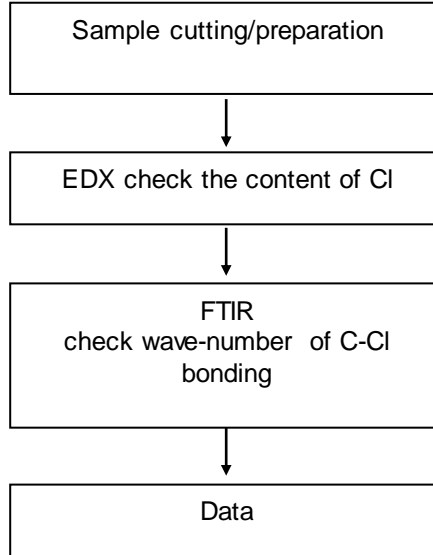 Sample cutting/preparation
EDX check the content of Cl
FTIR
check wave-number of C-Cl
bonding
Data